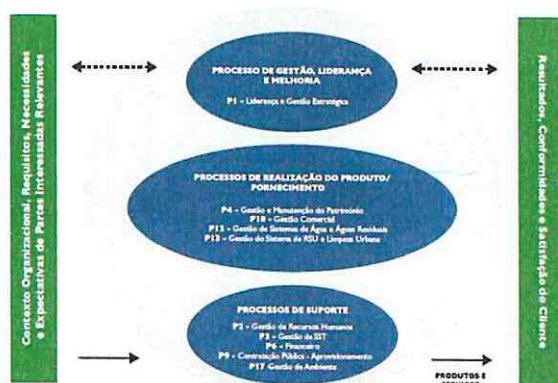 Contexto Organizacional, Requisitos, Necessidades
e Expectativas de Partes Interessadas Relevantes
PROCESSO DE GESTÃO, LIDERANÇA
E MELHORIA
P1 - Liderança e Gestão Estratégica
PROCESSOS DE REALIZAÇÃO DO PRODUTO/
FORNECIMENTO
P4 - Gestão e Manutenção do Património
P10 - Gestão Comercial
P11 - Gestão de Sistemas de Água e Águas Residuais
P12 - Gestão do Sistema de RSU e Limpeza Urbana
PROCESSOS DE SUPORTE
P2 - Gestão de Recursos Humanos
P3 - Gestão de SST
P6 - Financeiro
P9 - Contratação Pública - Aprovisionamento
P17 Gestão de Ambiente
Resultados, Conformidades e Satisfação do Cliente
PRODUTOS E